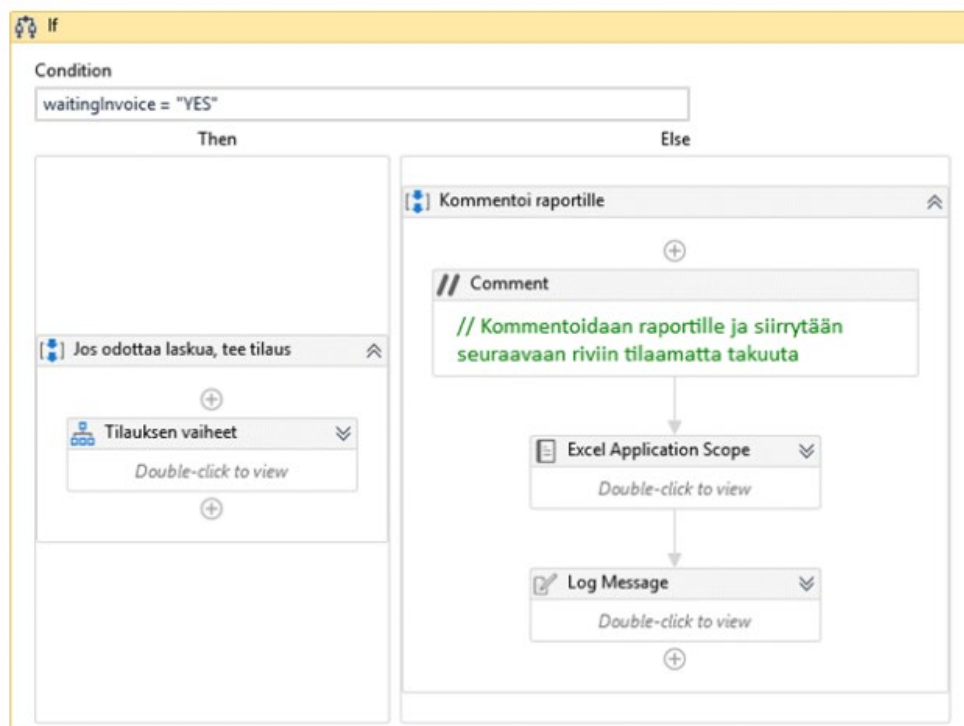 If
Condition
waitingInvoice = "YES"
Then
Else
Jos odottaa laskua, tee tilaus
Tilauksen vaiheet
Double-click to view
Kommentoi raportille
// Comment
// Kommentoidaan raportille ja siirrytään
seuraavaan riviin tilaamatta takuuta
Excel Application Scope
Double-click to view
Log Message
Double-click to view